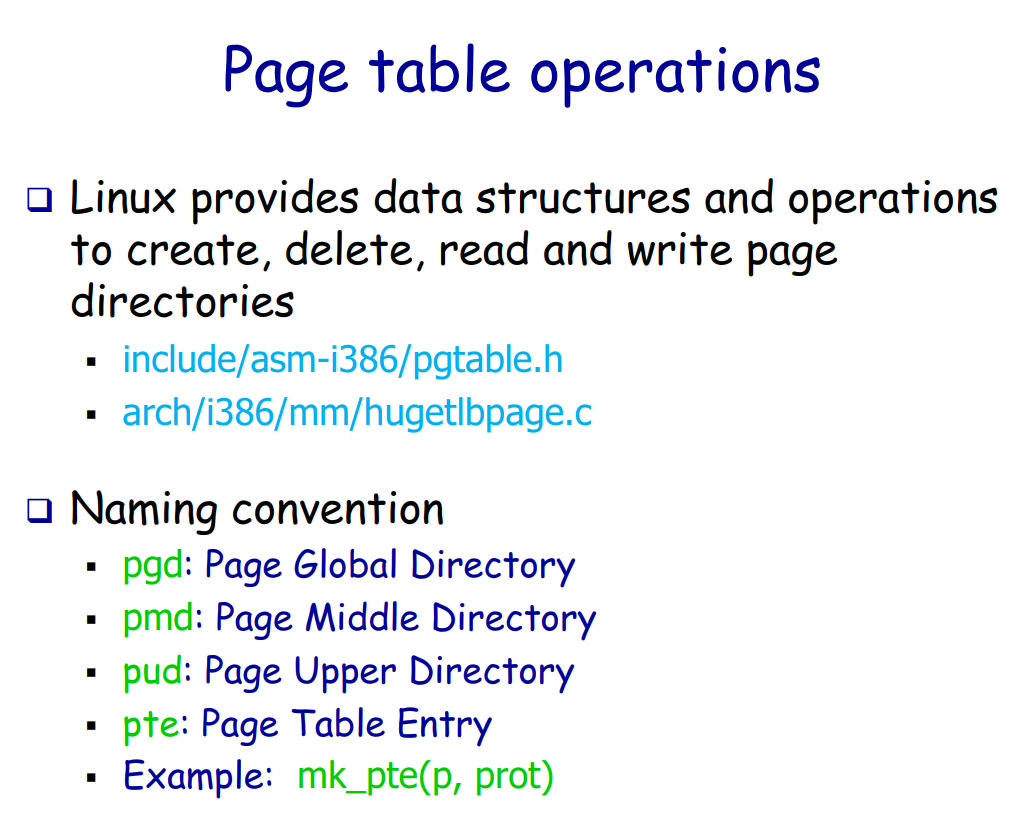 Page table operations
Linux provides data structures and operations
to create, delete, read and write page
directories
include/asm-i386/pgtable.h
arch/i386/mm/hugetlbpage.c
Naming convention
pgd: Page Global Directory
pmd: Page Middle Directory
pud: Page Upper Directory
pte: Page Table Entry
Example: mk_pte(p, prot)